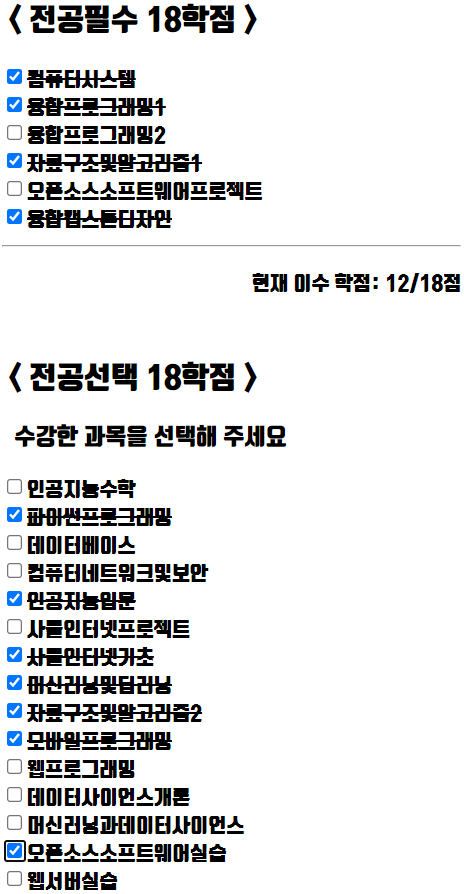 < 전공필수 18학점 >
컴퓨터시스템
융합프로그래밍1
융합프로그래밍2
자료구조및알고리즘1
오픈소스소프트웨어프로젝트
융합캡스톤디자인
현재 이수 학점: 12/18점
< 전공선택 18학점 >
수강한 과목을 선택해 주세요
인공지능수학
파이썬프로그래밍
데이터베이스
컴퓨터네트워크및보안
인공지능입문
사물인터넷프로젝트
사물인터넷기초
머신러닝및딥러닝
자료구조및알고리즘2
모바일프로그래밍
웹프로그래밍
데이터사이언스개론
머신러닝과데이터사이언스
오픈소스소프트웨어실습
웹서버실습